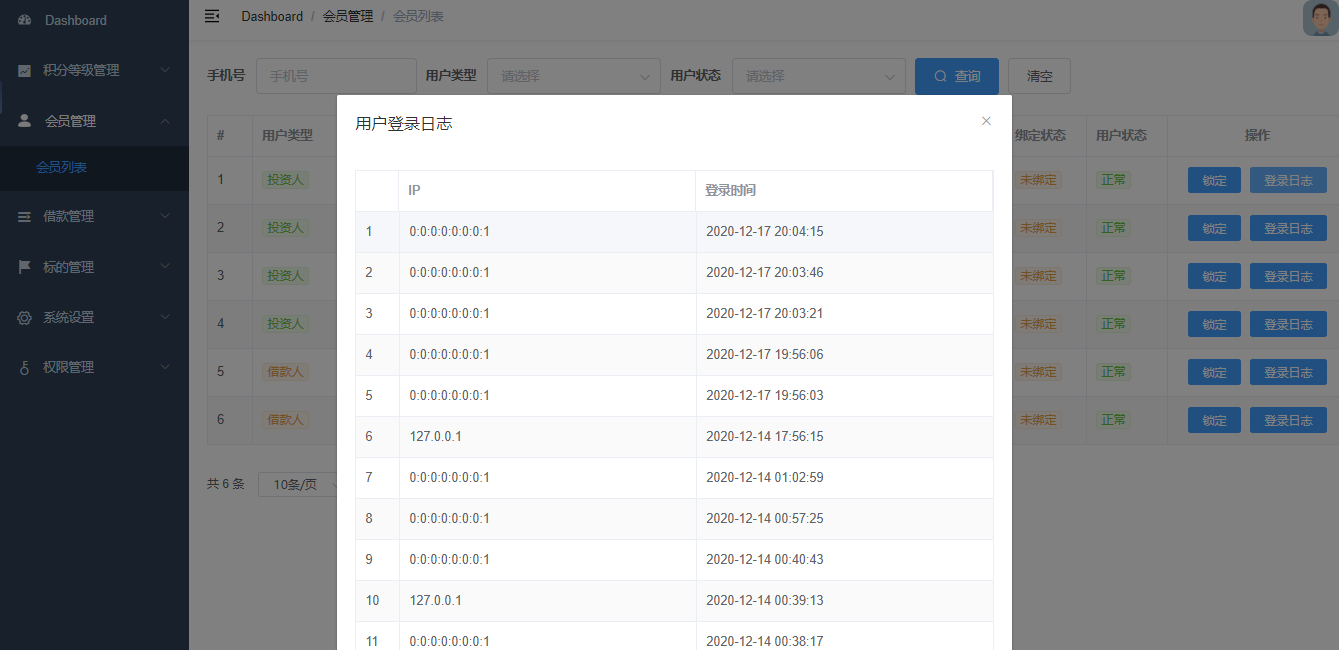 Dashboard
积分等级管理
会员管理
会员列表
借款管理
标的管理
系统设置
权限管理
Dashboard / 会员管理 / 会员列表
手机号 手机号 用户类型 请选择 用户状态 请选择 查询 清空
# 用户类型 绑定状态 用户状态 操作
1 投资人 未绑定 正常 锁定 登录日志
2 投资人 未绑定 正常 锁定 登录日志
3 投资人 未绑定 正常 锁定 登录日志
4 投资人 未绑定 正常 锁定 登录日志
5 借款人 未绑定 正常 锁定 登录日志
6 借款人 未绑定 正常 锁定 登录日志
共 6 条 10条/页
用户登录日志
IP 登录时间
1 0:0:0:0:0:0:0:1 2020-12-17 20:04:15
2 0:0:0:0:0:0:0:1 2020-12-17 20:03:46
3 0:0:0:0:0:0:0:1 2020-12-17 20:03:21
4 0:0:0:0:0:0:0:1 2020-12-17 19:56:06
5 0:0:0:0:0:0:0:1 2020-12-17 19:56:03
6 127.0.0.1 2020-12-14 17:56:15
7 0:0:0:0:0:0:0:1 2020-12-14 01:02:59
8 0:0:0:0:0:0:0:1 2020-12-14 00:57:25
9 0:0:0:0:0:0:0:1 2020-12-14 00:40:43
10 127.0.0.1 2020-12-14 00:39:13
11 0:0:0:0:0:0:0:1 2020-12-14 00:38:17